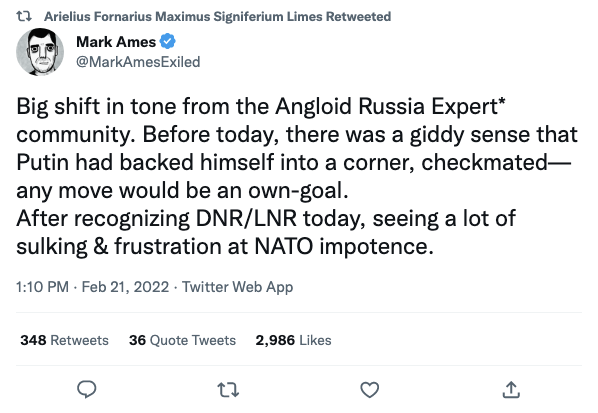 Arielius Fornarius Maximus Signiferium Limes Retweeted
Mark Ames
@MarkAmesExiled
Big shift in tone from the Angloid Russia Expert*
community. Before today, there was a giddy sense that
Putin had backed himself into a corner, checkmated—
any move would be an own-goal.
After recognizing DNR/LNR today, seeing a lot of
sulking & frustration at NATO impotence.
1:10 PM · Feb 21, 2022 · Twitter Web App
348 Retweets 36 Quote Tweets 2,986 Likes